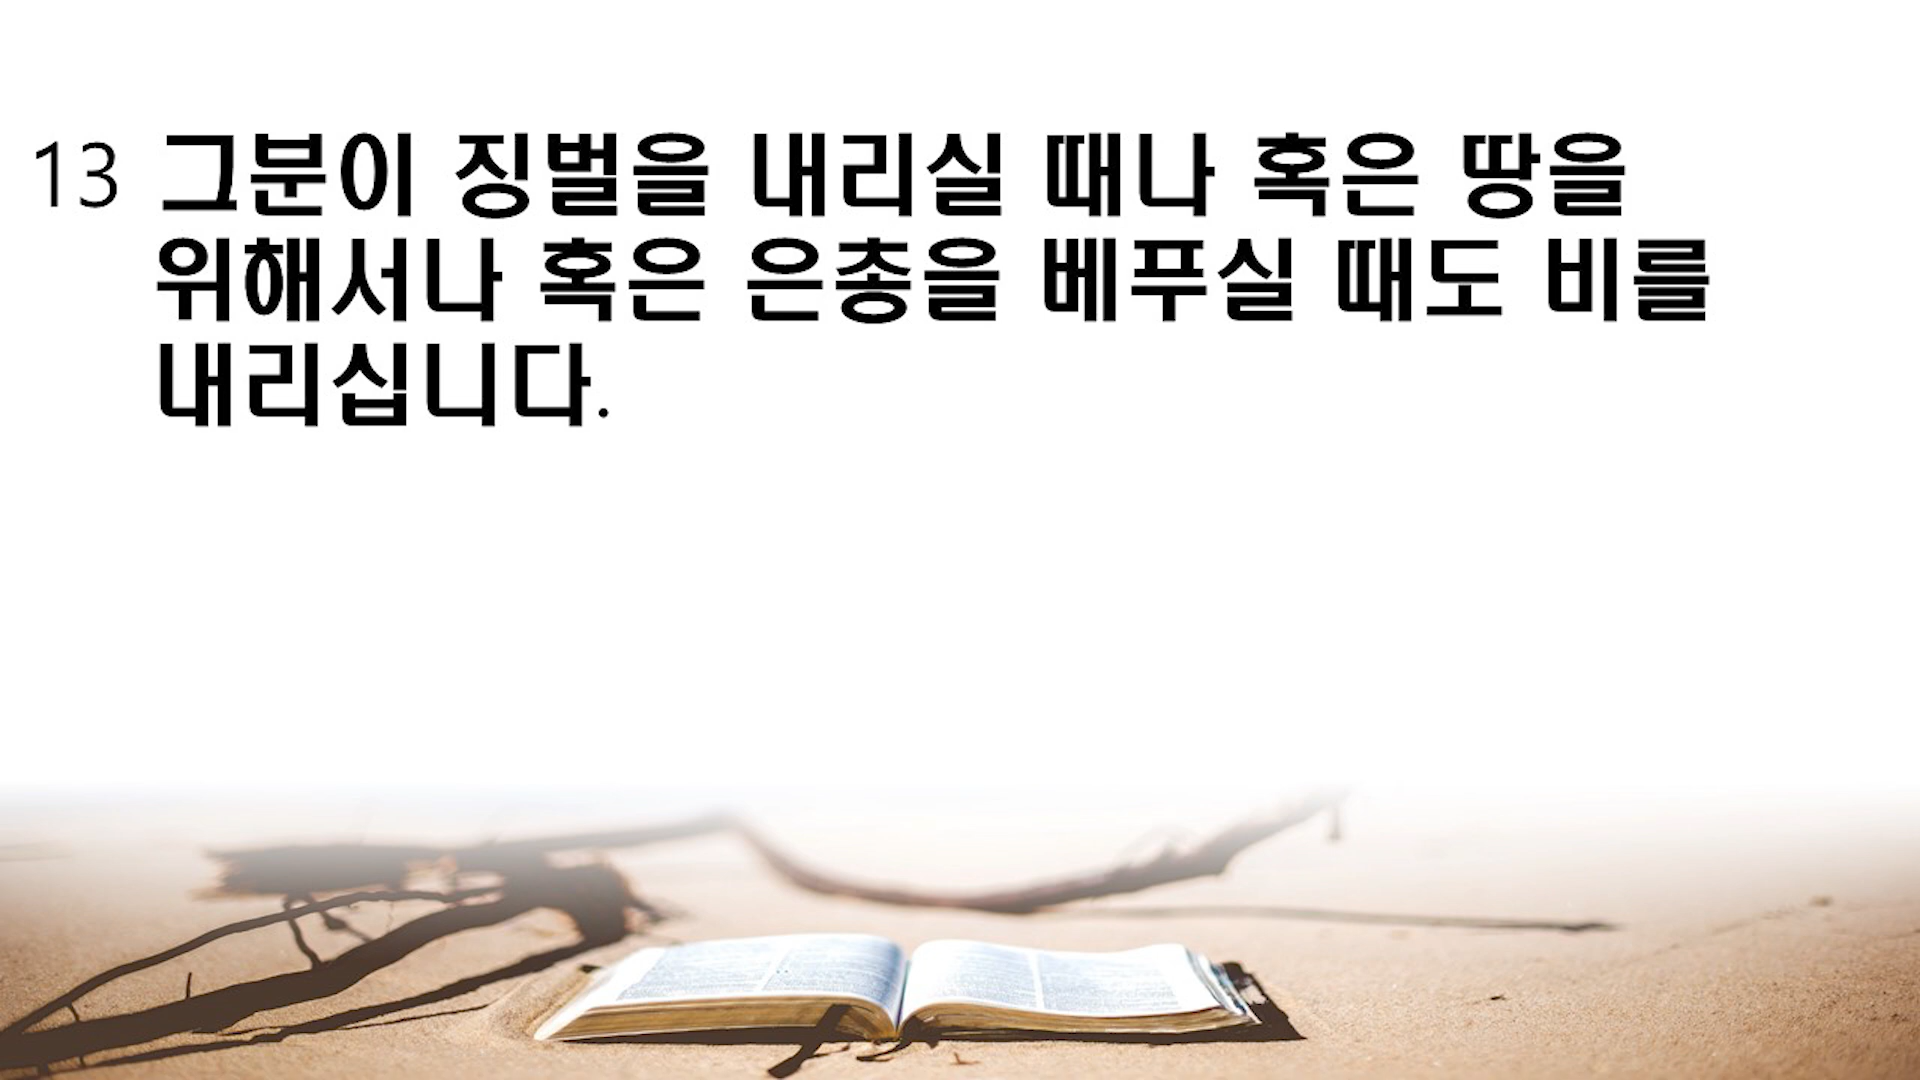 13 그분이 징벌을 내리실 때나 혹은 땅을
위해서나 혹은 은총을 베푸실 때도 비를
내리십니다.